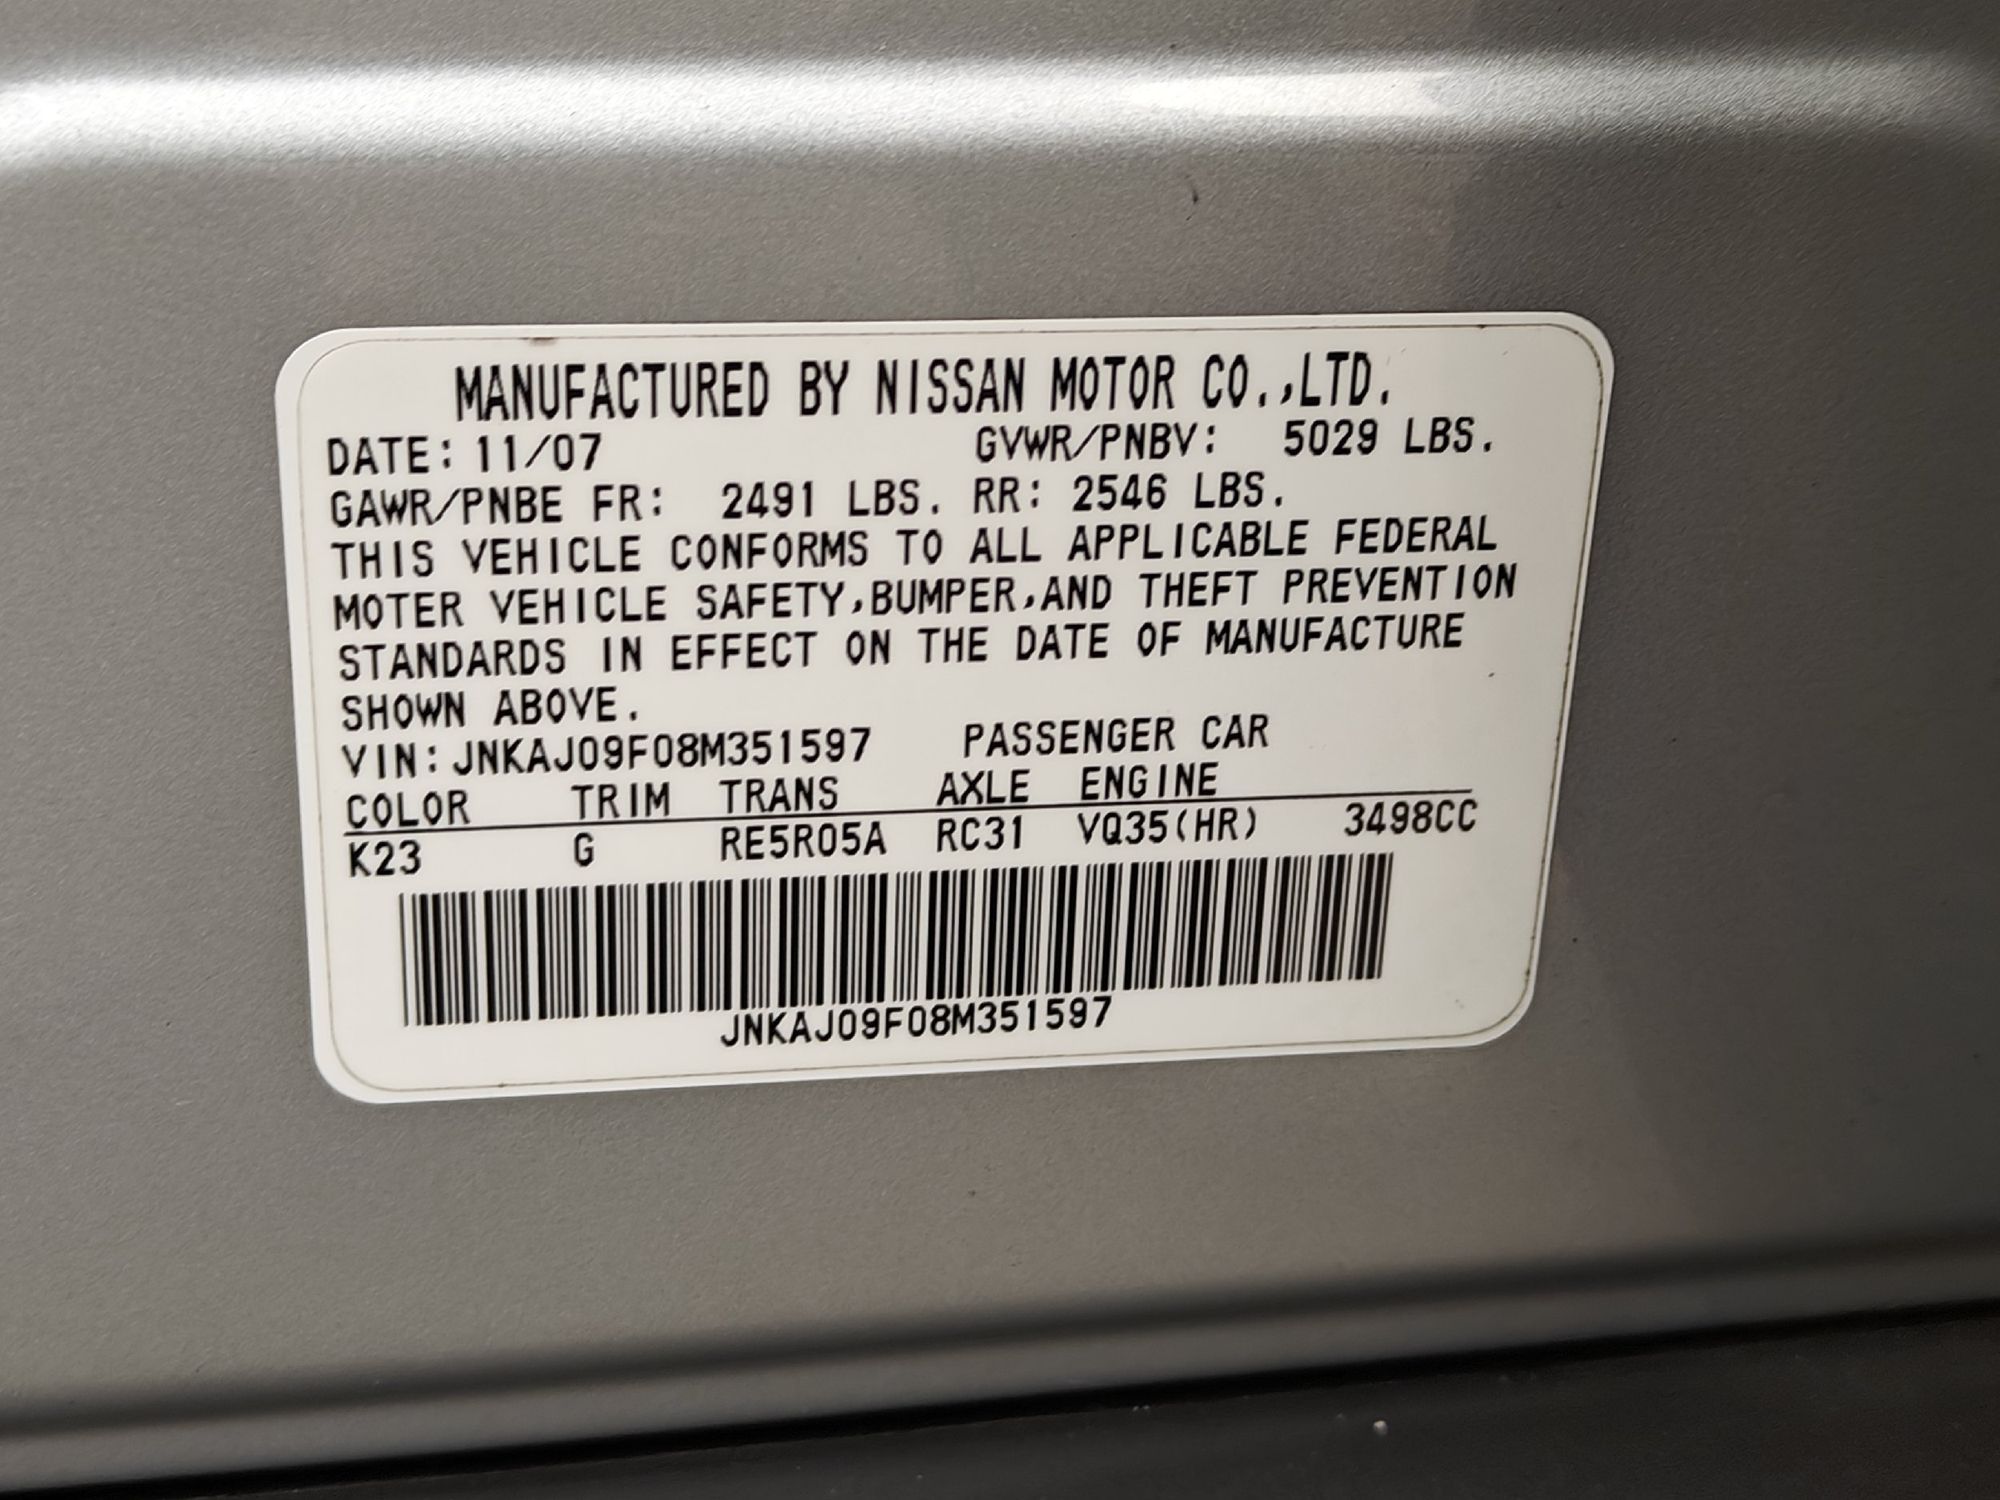 MANUFACTURED BY NISSAN MOTOR CO.,LTD.
DATE: 11/07 GVWR/PNBV: 5029 LBS.
GAWR/PNBE FR: 2491 LBS. RR: 2546 LBS.
THIS VEHICLE CONFORMS TO ALL APPLICABLE FEDERAL
MOTER VEHICLE SAFETY,BUMPER,AND THEFT PREVENTION
STANDARDS IN EFFECT ON THE DATE OF MANUFACTURE
SHOWN ABOVE.
VIN:JNKAJ09F08M351597 PASSENGER CAR
COLOR TRIM TRANS AXLE ENGINE
K23 G RE5R05A RC31 VQ35(HR) 3498CC
JNKAJ09F08M351597